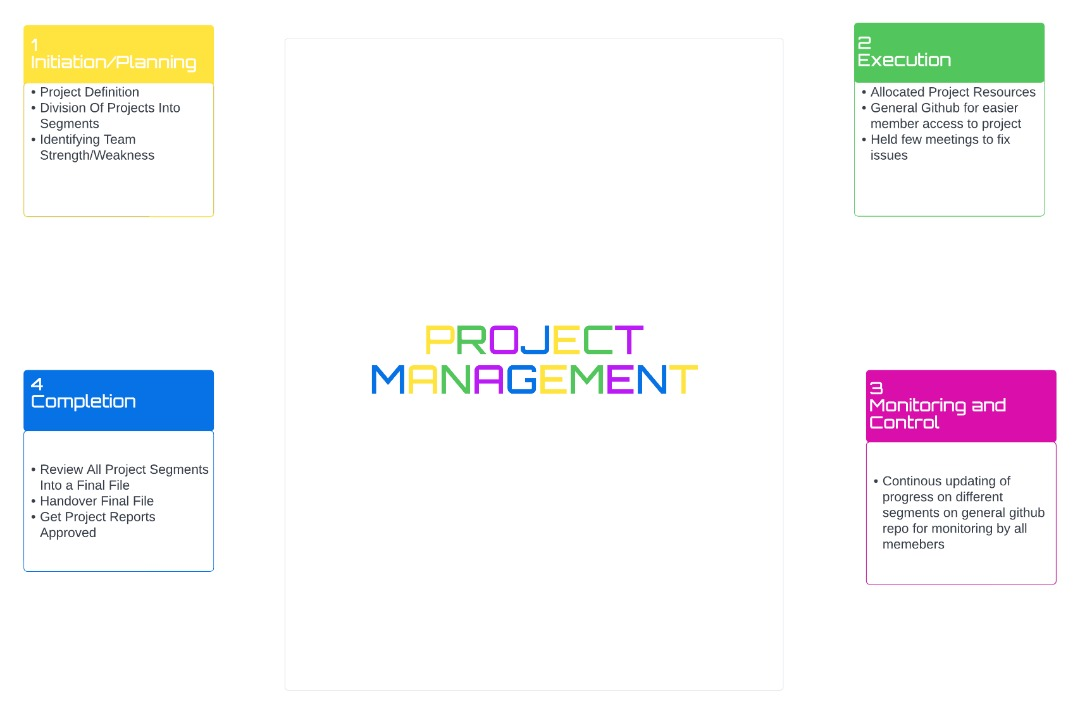 1
Initiation/Planning
• Project Definition
• Division Of Projects Into
Segments
• Identifying Team
Strength/Weakness
2
Execution
• Allocated Project Resources
• General Github for easier
member access to project
• Held few meetings to fix
issues
PROJECT
MANAGEMENT
3
Monitoring and
Control
• Continous updating of
progress on different
segments on general github
repo for monitoring by all
memebers
4
Completion
• Review All Project Segments
Into a Final File
• Handover Final File
• Get Project Reports
Approved